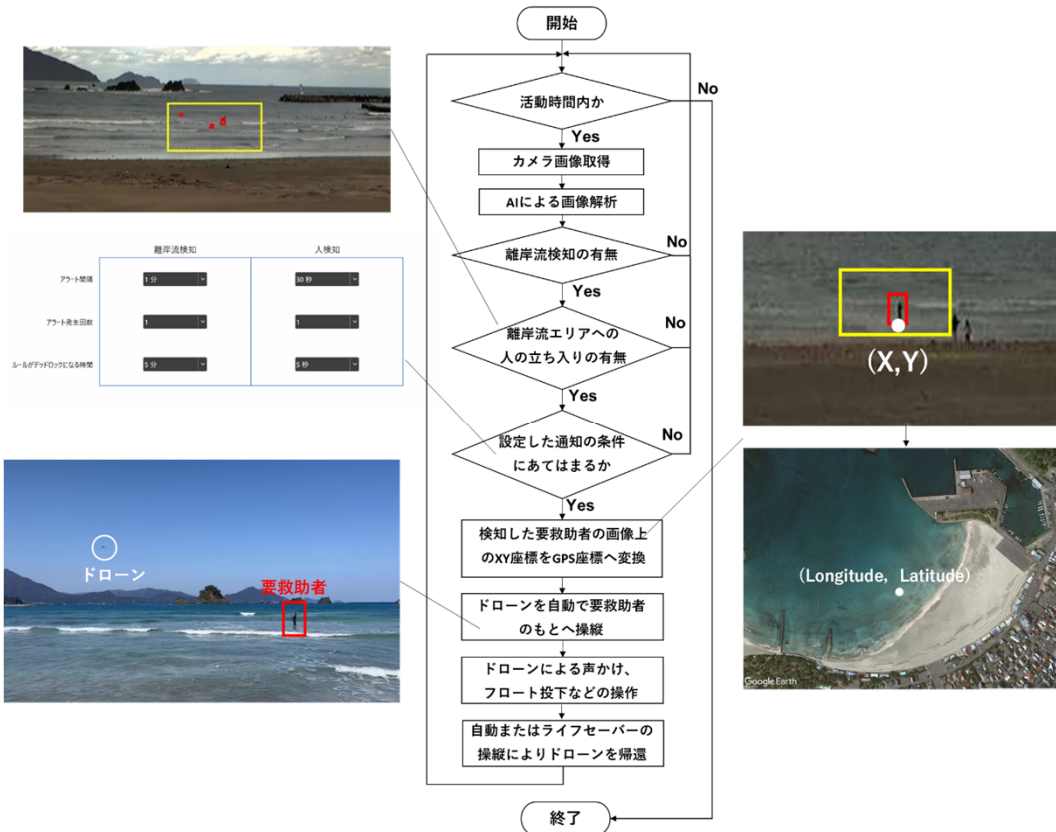 開始
活動時間内か
No
Yes
カメラ画像取得
AIによる画像解析
離岸流検知の有無
No
Yes
離岸流エリアへの
人の立ち入りの有無
No
Yes
設定した通知の条件
にあてはまるか
No
Yes
検知した要救助者の画像上
のXY座標をGPS座標へ変換
ドローンを自動で要救助者
のもとへ操縦
ドローンによる声かけ、
フロート投下などの操作
自動またはライフセーバーの
操縦によりドローンを帰還
終了
離岸流検知 人検知
アラート間隔 1 分 30 秒
アラート発生回数 1 1
ルールがデッドロックになる時間 5 分 5 秒
ドローン
要救助者
(X,Y)
(Longitude, Latitude)
Google Earth